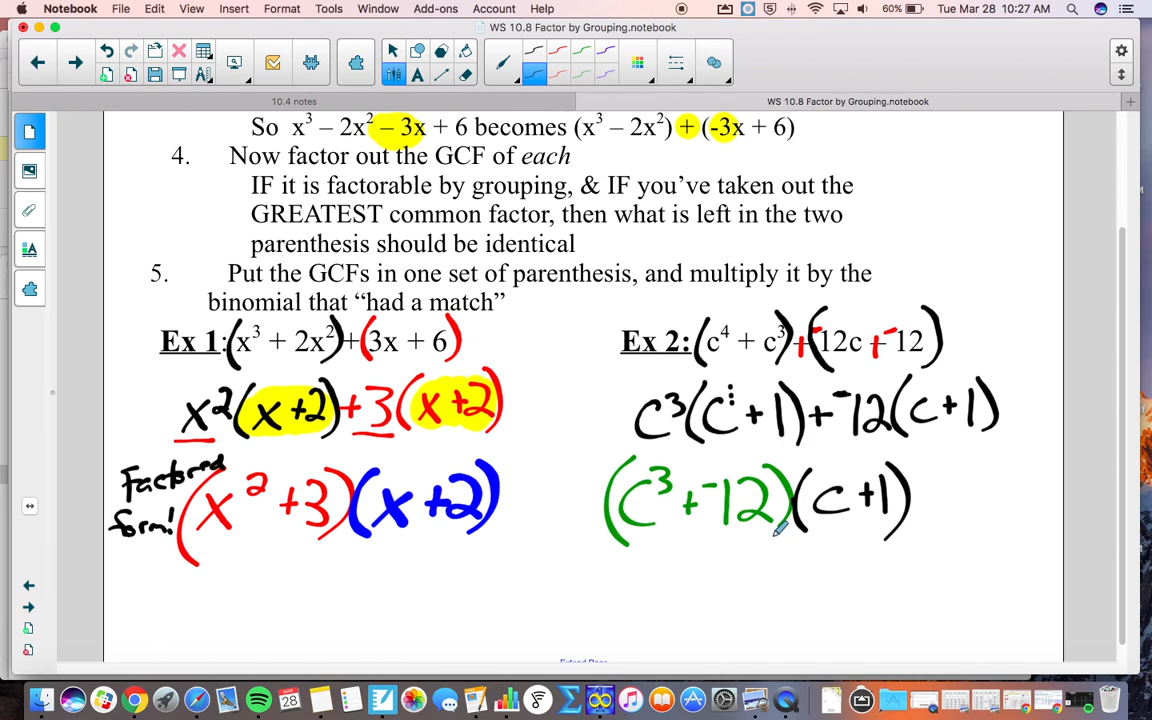 Notebook File Edit View Insert Format Tools Window Account Help 60% Tue Mar 28 10:27 AM
WS 10.8 Factor by Grouping.notebook
10.4 notes WS 10.8 Factor by Grouping.notebook
So x³ – 2x² – 3x + 6 becomes (x³ – 2x²) + (-3x + 6)
4. Now factor out the GCF of each
IF it is factorable by grouping, & IF you’ve taken out the
GREATEST common factor, then what is left in the two
parenthesis should be identical
5. Put the GCFs in one set of parenthesis, and multiply it by the
binomial that “had a match”
Ex 1:(x³ + 2x²)+(3x + 6)
x²(x+2)+3(x+2)
Factored
form!
(x²+3)(x+2)
Ex 2:(c⁴ + c³)+(⁻12c + ⁻12)
c³(c+1)+⁻12(c+1)
(c³+⁻12)(c+1)
Extend Page
MAR
28